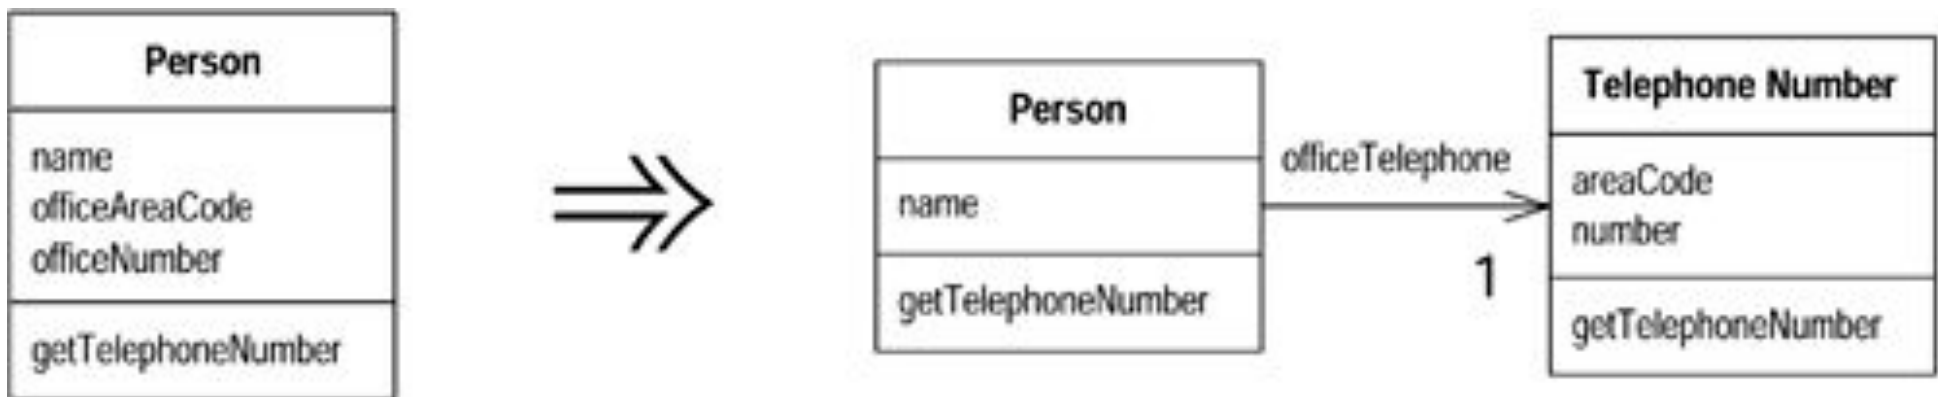 Person
name
officeAreaCode
officeNumber
getTelephoneNumber
Person
name
getTelephoneNumber
officeTelephone
1
Telephone Number
areaCode
number
getTelephoneNumber